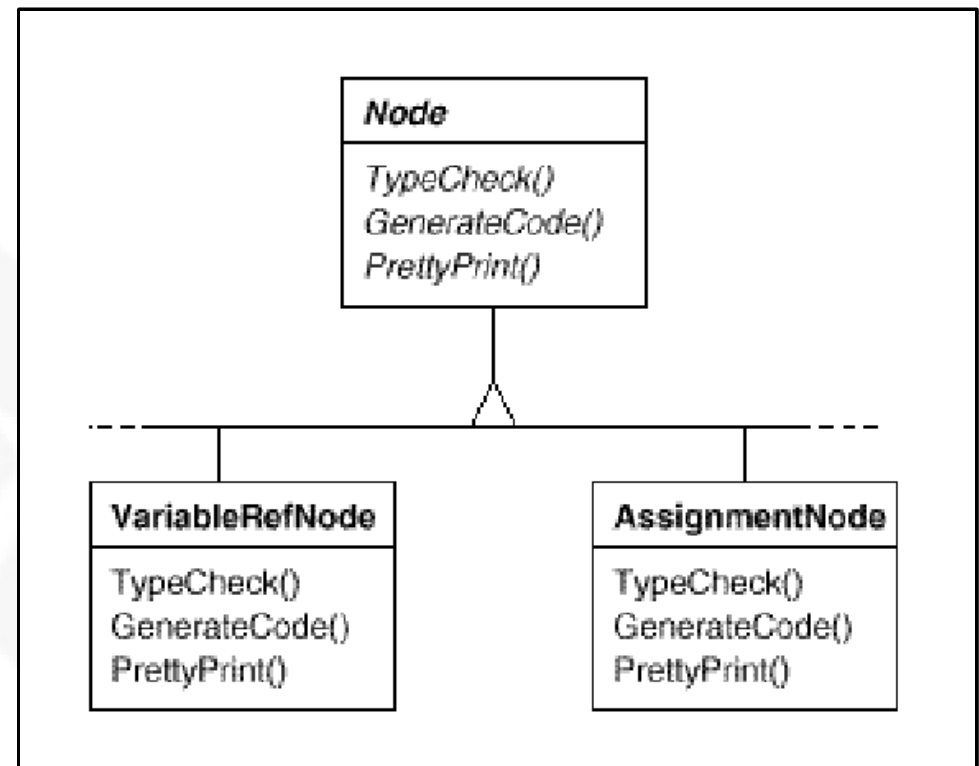 Node
TypeCheck()
GenerateCode()
PrettyPrint()
VariableRefNode
TypeCheck()
GenerateCode()
PrettyPrint()
AssignmentNode
TypeCheck()
GenerateCode()
PrettyPrint()